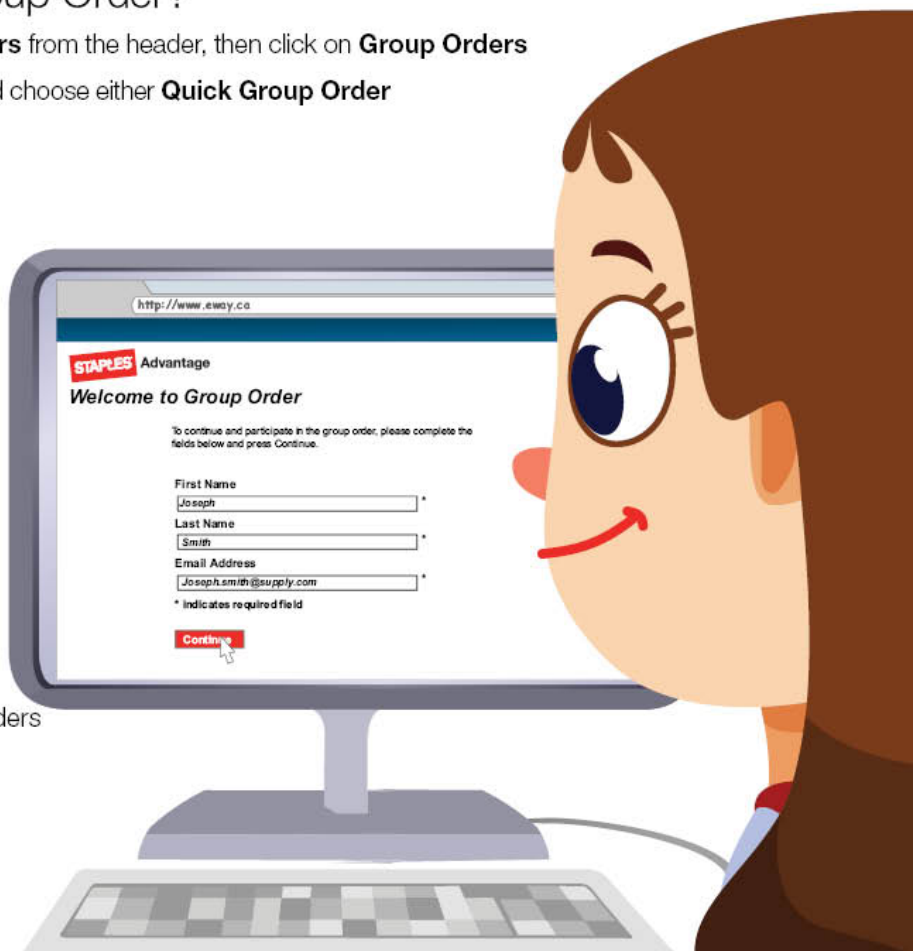 up Order?
rs from the header, then click on Group Orders
d choose either Quick Group Order
http://www.eway.ca
STAPLES Advantage
Welcome to Group Order
To continue and participate in the group order, please complete the
fields below and press Continue.
First Name
Joseph
*
Last Name
Smith
*
Email Address
Joseph.smith@supply.com
*
* indicates required field
Continue
ders